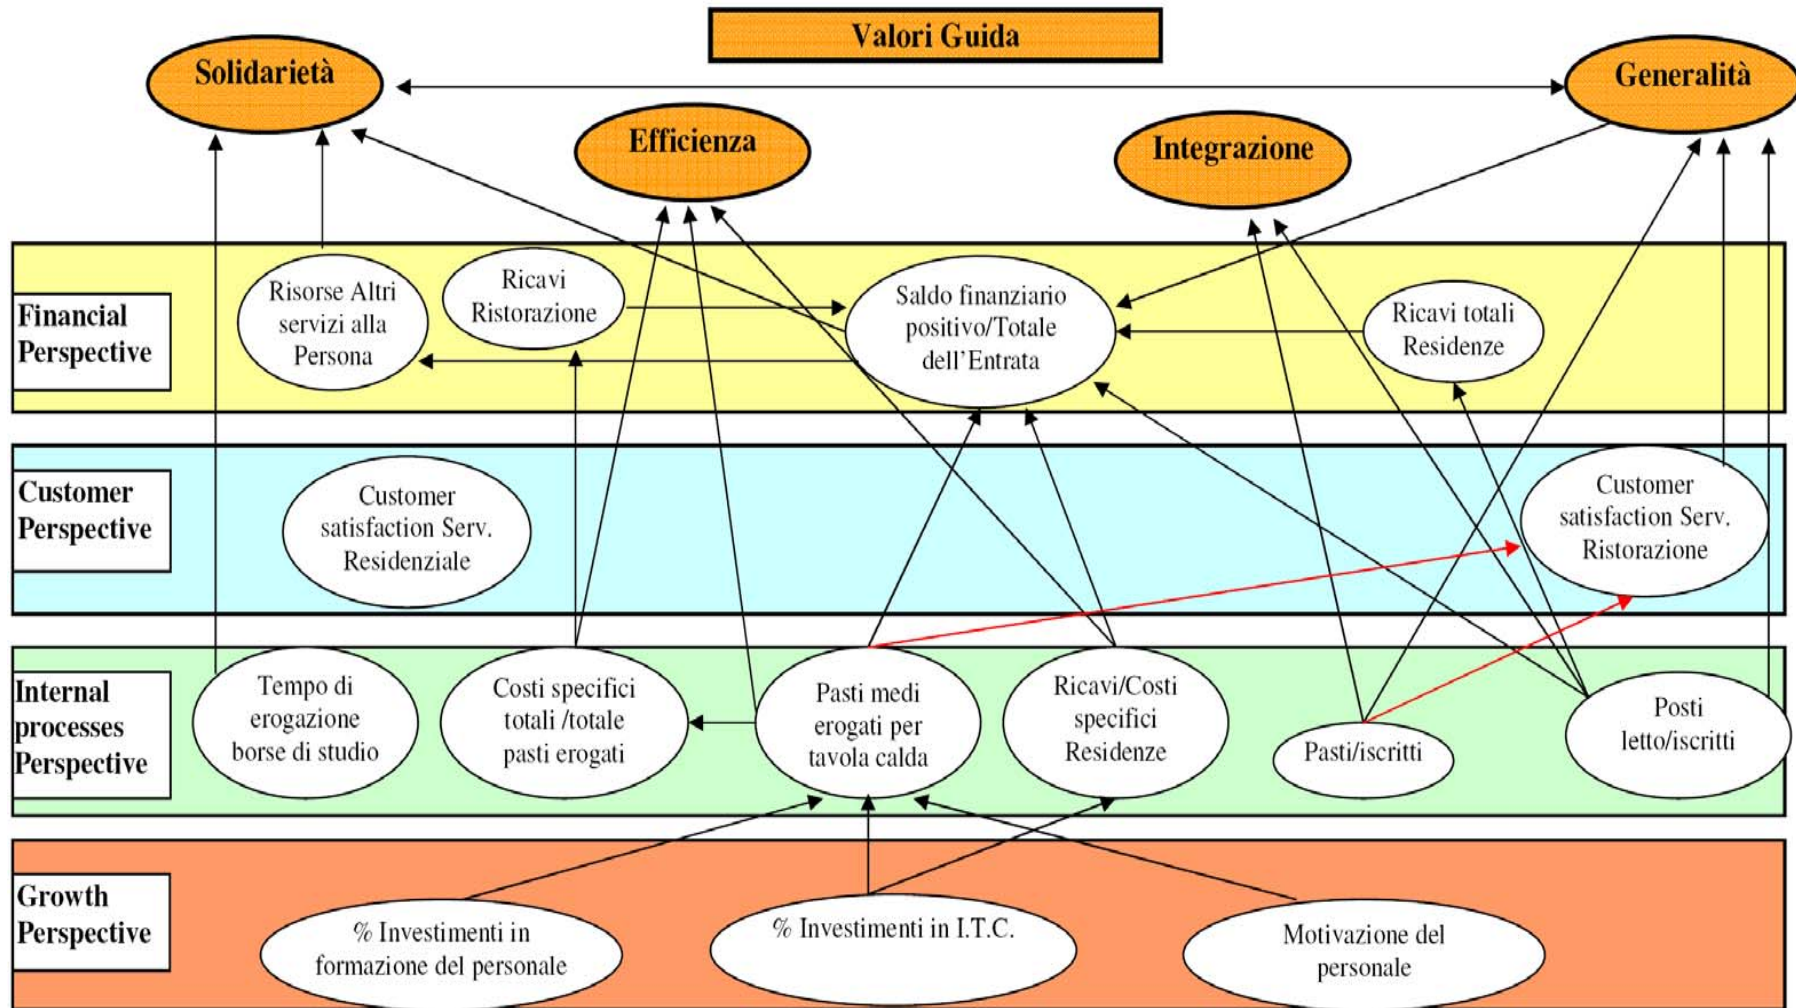 Valori Guida
Solidarietà
Generalità
Efficienza
Integrazione
Financial
Perspective
Risorse Altri
servizi alla
Persona
Ricavi
Ristorazione
Saldo finanziario
positivo/Totale
dell'Entrata
Ricavi totali
Residenze
Customer
Perspective
Customer
satisfaction Serv.
Residenziale
Customer
satisfaction Serv.
Ristorazione
Internal
processes
Perspective
Tempo di
erogazione
borse di studio
Costi specifici
totali /totale
pasti erogati
Pasti medi
erogati per
tavola calda
Ricavi/Costi
specifici
Residenze
Pasti/iscritti
Posti
letto/iscritti
Growth
Perspective
% Investimenti in
formazione del personale
% Investimenti in I.T.C.
Motivazione del
personale